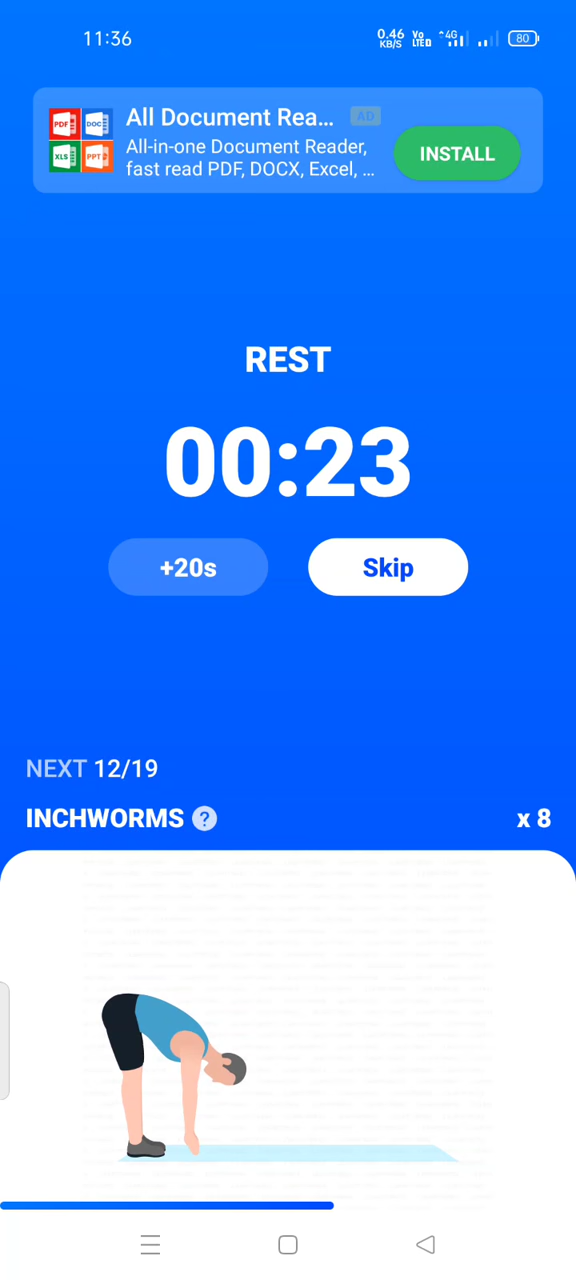 11:36
0.46
KB/S
Vo
LTE D
4G
80
PDF
DOC
XLS
PPT
All Document Rea...
AD
All-in-one Document Reader,
fast read PDF, DOCX, Excel, ...
INSTALL
REST
00:23
+20s
Skip
NEXT 12/19
INCHWORMS ?
x 8